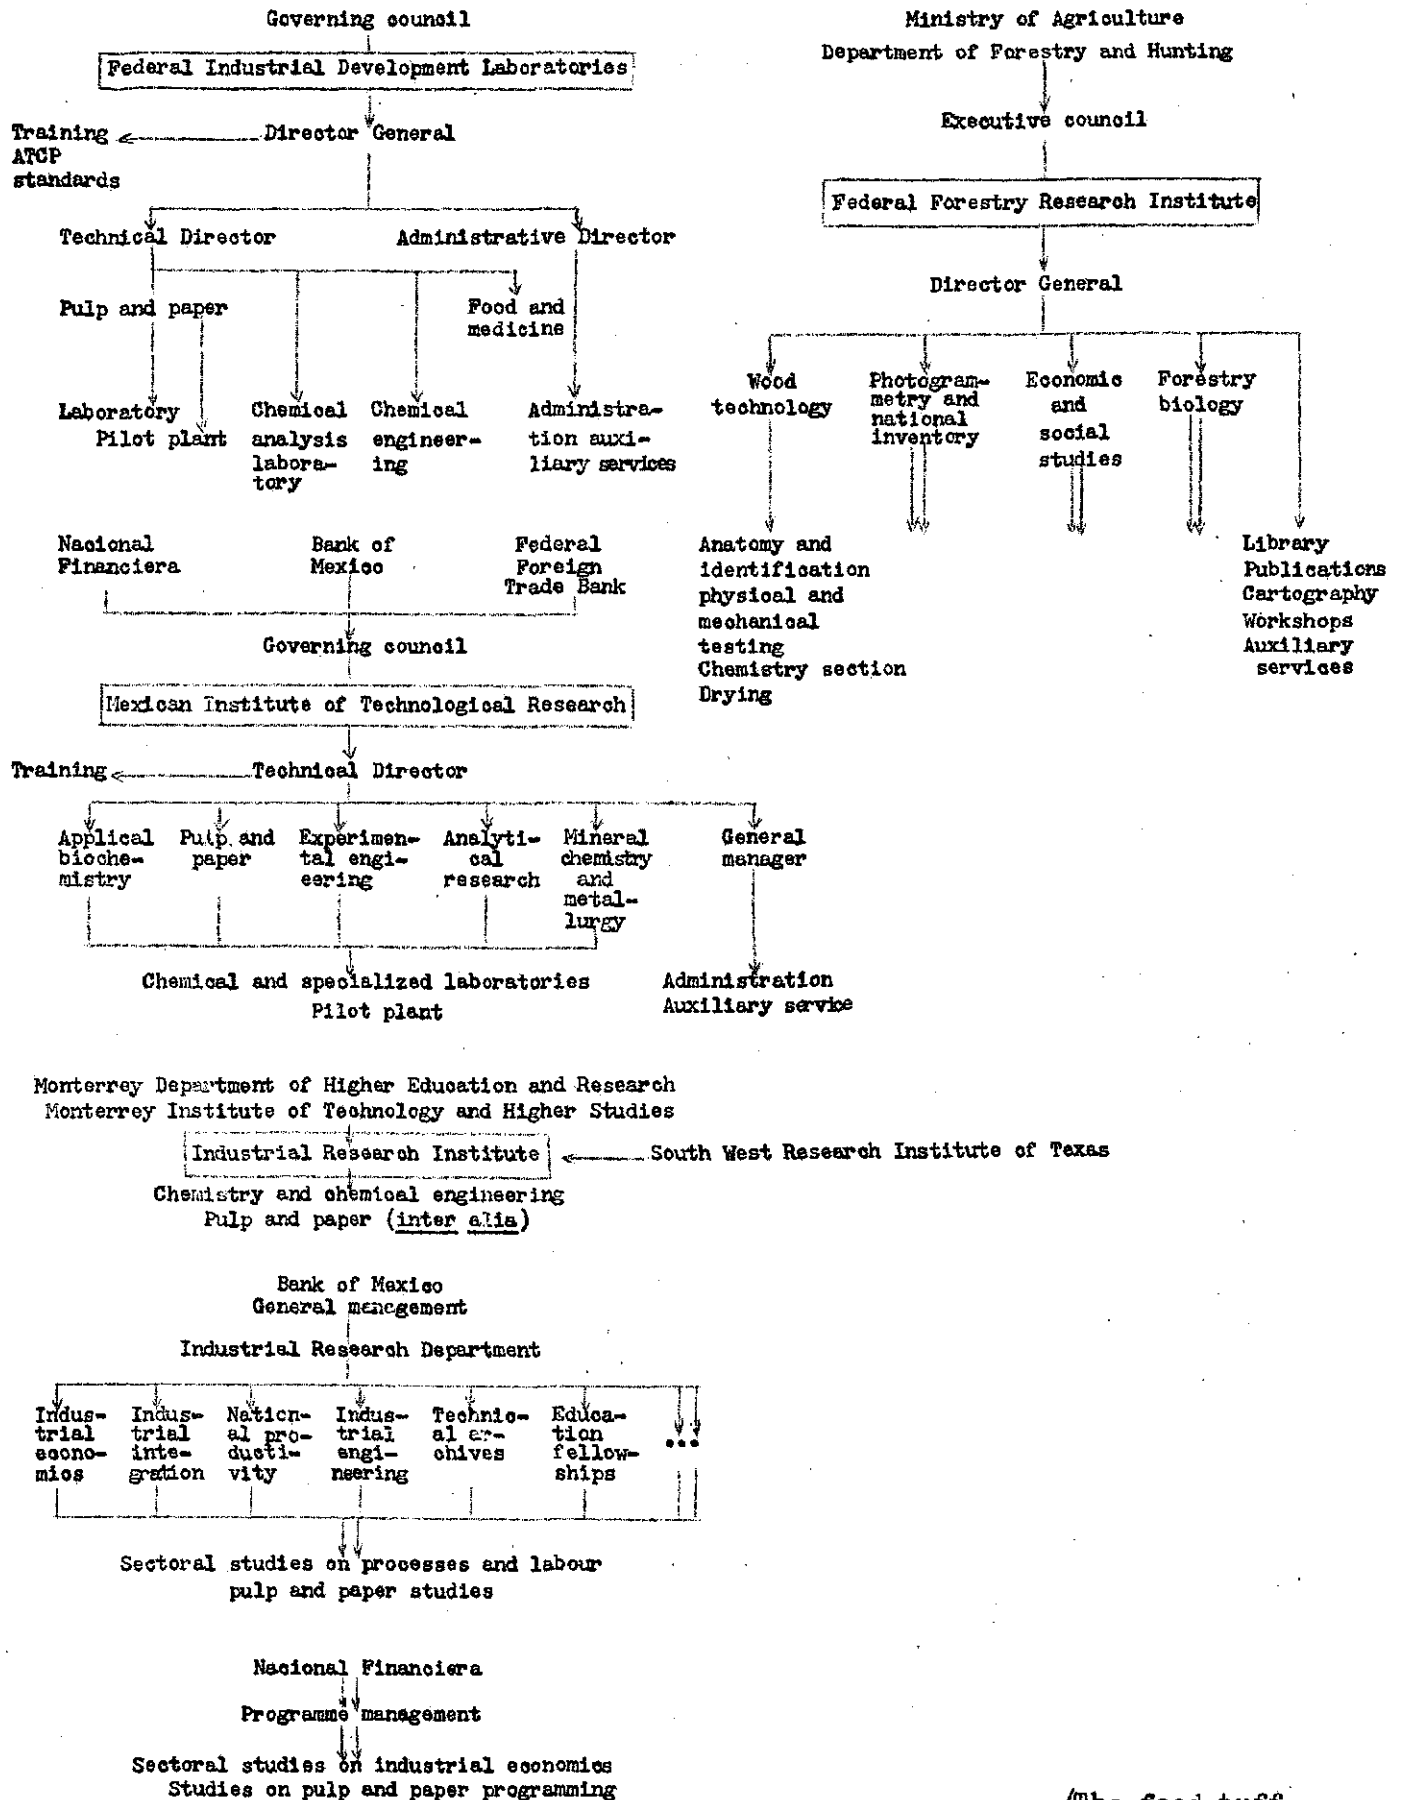 Governing council
Federal Industrial Development Laboratories
Training
Director General
ATCP
standards
Technical Director
Administrative Director
Pulp and paper
Food and
medicine
Laboratory
Pilot plant
Chemical
analysis
labora-
tory
Chemical
engineer-
ing
Administra-
tion auxi-
liary services
Ministry of Agriculture
Department of Forestry and Hunting
Executive council
Federal Forestry Research Institute
Director General
Wood
technology
Photogram-
metry and
national
inventory
Economic
and
social
studies
Forestry
biology
Anatomy and
identification
physical and
mechanical
testing
Chemistry section
Drying
Library
Publications
Cartography
Workshops
Auxiliary
services
Nacional
Financiera
Bank of
Mexico
Federal
Foreign
Trade Bank
Governing council
Mexican Institute of Technological Research
Training
Technical Director
Applical
bioche-
mistry
Pulp and
paper
Experimen-
tal engi-
eering
Analyti-
cal
research
Mineral
chemistry
and
metal-
lurgy
General
manager
Chemical and specialized laboratories
Pilot plant
Administration
Auxiliary service
Monterrey Department of Higher Education and Research
Monterrey Institute of Technology and Higher Studies
Industrial Research Institute
South West Research Institute of Texas
Chemistry and chemical engineering
Pulp and paper (inter alia)
Bank of Mexico
General management
Industrial Research Department
Indus-
trial
econo-
mics
Indus-
trial
inte-
gration
Nation-
al pro-
ducti-
vity
Indus-
trial
engi-
neering
Technic-
al ar-
chives
Educa-
tion
fellow-
ships
...
Sectoral studies on processes and labour
pulp and paper studies
Nacional Financiera
Programme management
Sectoral studies on industrial economics
Studies on pulp and paper programming